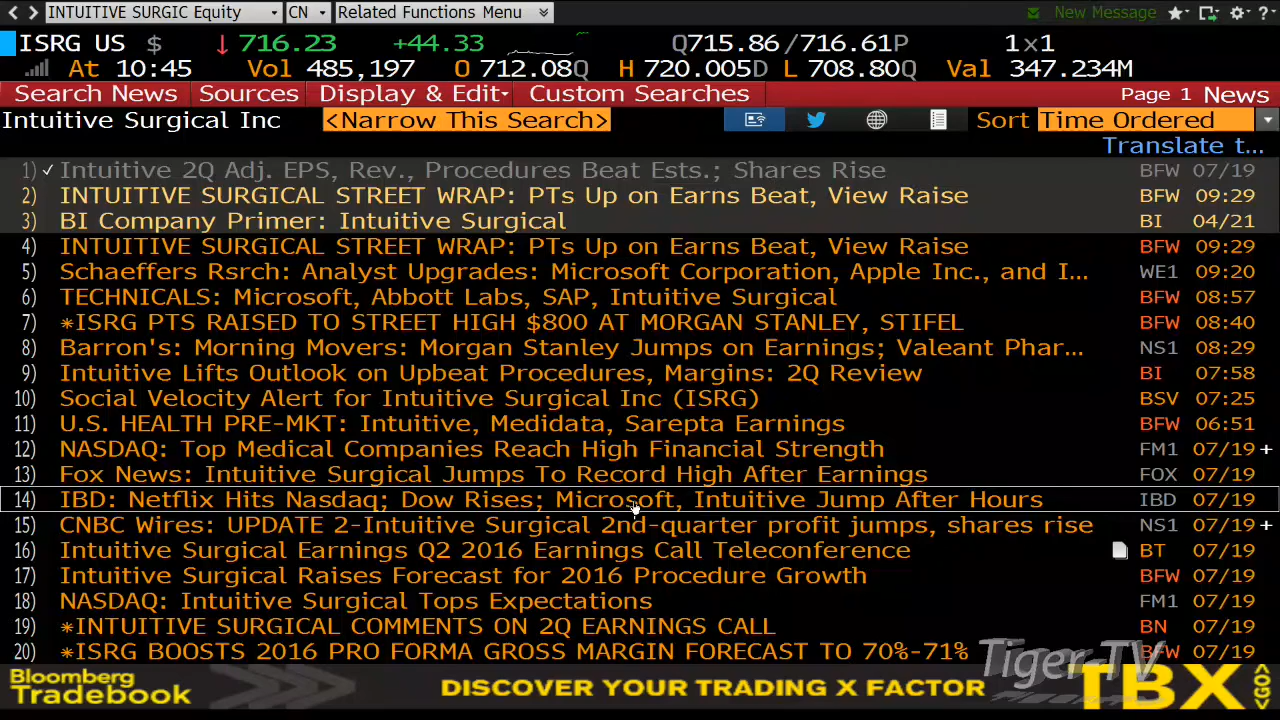 INTUITIVE SURGIC Equity CN Related Functions Menu New Message
ISRG US $ ↓ 716.23 +44.33 Q715.86/716.61P 1x1
At 10:45 Vol 485,197 O 712.08Q H 720.005D L 708.80Q Val 347.234M
Search News Sources Display & Edit Custom Searches Page 1 News
Intuitive Surgical Inc <Narrow This Search> Sort Time Ordered
Translate t...
1) ✓ Intuitive 2Q Adj. EPS, Rev., Procedures Beat Ests.; Shares Rise BFW 07/19
2) INTUITIVE SURGICAL STREET WRAP: PTs Up on Earns Beat, View Raise BFW 09:29
3) BI Company Primer: Intuitive Surgical BI 04/21
4) INTUITIVE SURGICAL STREET WRAP: PTs Up on Earns Beat, View Raise BFW 09:29
5) Schaeffers Rsrch: Analyst Upgrades: Microsoft Corporation, Apple Inc., and I... WE1 09:20
6) TECHNICALS: Microsoft, Abbott Labs, SAP, Intuitive Surgical BFW 08:57
7) *ISRG PTS RAISED TO STREET HIGH $800 AT MORGAN STANLEY, STIFEL BFW 08:40
8) Barron's: Morning Movers: Morgan Stanley Jumps on Earnings; Valeant Phar... NS1 08:29
9) Intuitive Lifts Outlook on Upbeat Procedures, Margins: 2Q Review BI 07:58
10) Social Velocity Alert for Intuitive Surgical Inc (ISRG) BSV 07:25
11) U.S. HEALTH PRE-MKT: Intuitive, Medidata, Sarepta Earnings BFW 06:51
12) NASDAQ: Top Medical Companies Reach High Financial Strength FM1 07/19+
13) Fox News: Intuitive Surgical Jumps To Record High After Earnings FOX 07/19
14) IBD: Netflix Hits Nasdaq; Dow Rises; Microsoft, Intuitive Jump After Hours IBD 07/19
15) CNBC Wires: UPDATE 2-Intuitive Surgical 2nd-quarter profit jumps, shares rise NS1 07/19+
16) Intuitive Surgical Earnings Q2 2016 Earnings Call Teleconference BT 07/19
17) Intuitive Surgical Raises Forecast for 2016 Procedure Growth BFW 07/19
18) NASDAQ: Intuitive Surgical Tops Expectations FM1 07/19
19) *INTUITIVE SURGICAL COMMENTS ON 2Q EARNINGS CALL BN 07/19
20) *ISRG BOOSTS 2016 PRO FORMA GROSS MARGIN FORECAST TO 70%-71% BFW 07/19
Tiger TV
Bloomberg
Tradebook
DISCOVER YOUR TRADING X FACTOR
TBX <GO>